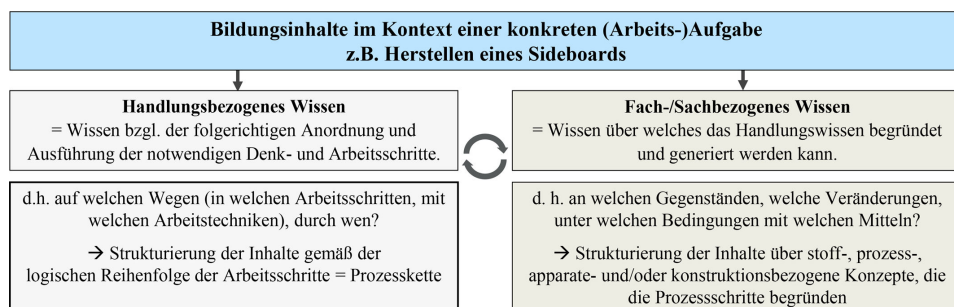 Bildungsinhalte im Kontext einer konkreten (Arbeits-)Aufgabe
z.B. Herstellen eines Sideboards
Handlungsbezogenes Wissen
= Wissen bzgl. der folgerichtigen Anordnung und
Ausführung der notwendigen Denk- und Arbeitsschritte.
Fach-/Sachbezogenes Wissen
= Wissen über welches das Handlungswissen begründet
und generiert werden kann.
d.h. auf welchen Wegen (in welchen Arbeitsschritten, mit
welchen Arbeitstechniken), durch wen?
→ Strukturierung der Inhalte gemäß der
logischen Reihenfolge der Arbeitsschritte = Prozesskette
d. h. an welchen Gegenständen, welche Veränderungen,
unter welchen Bedingungen mit welchen Mitteln?
→ Strukturierung der Inhalte über stoff-, prozess-,
apparate- und/oder konstruktionsbezogene Konzepte, die
die Prozessschritte begründen